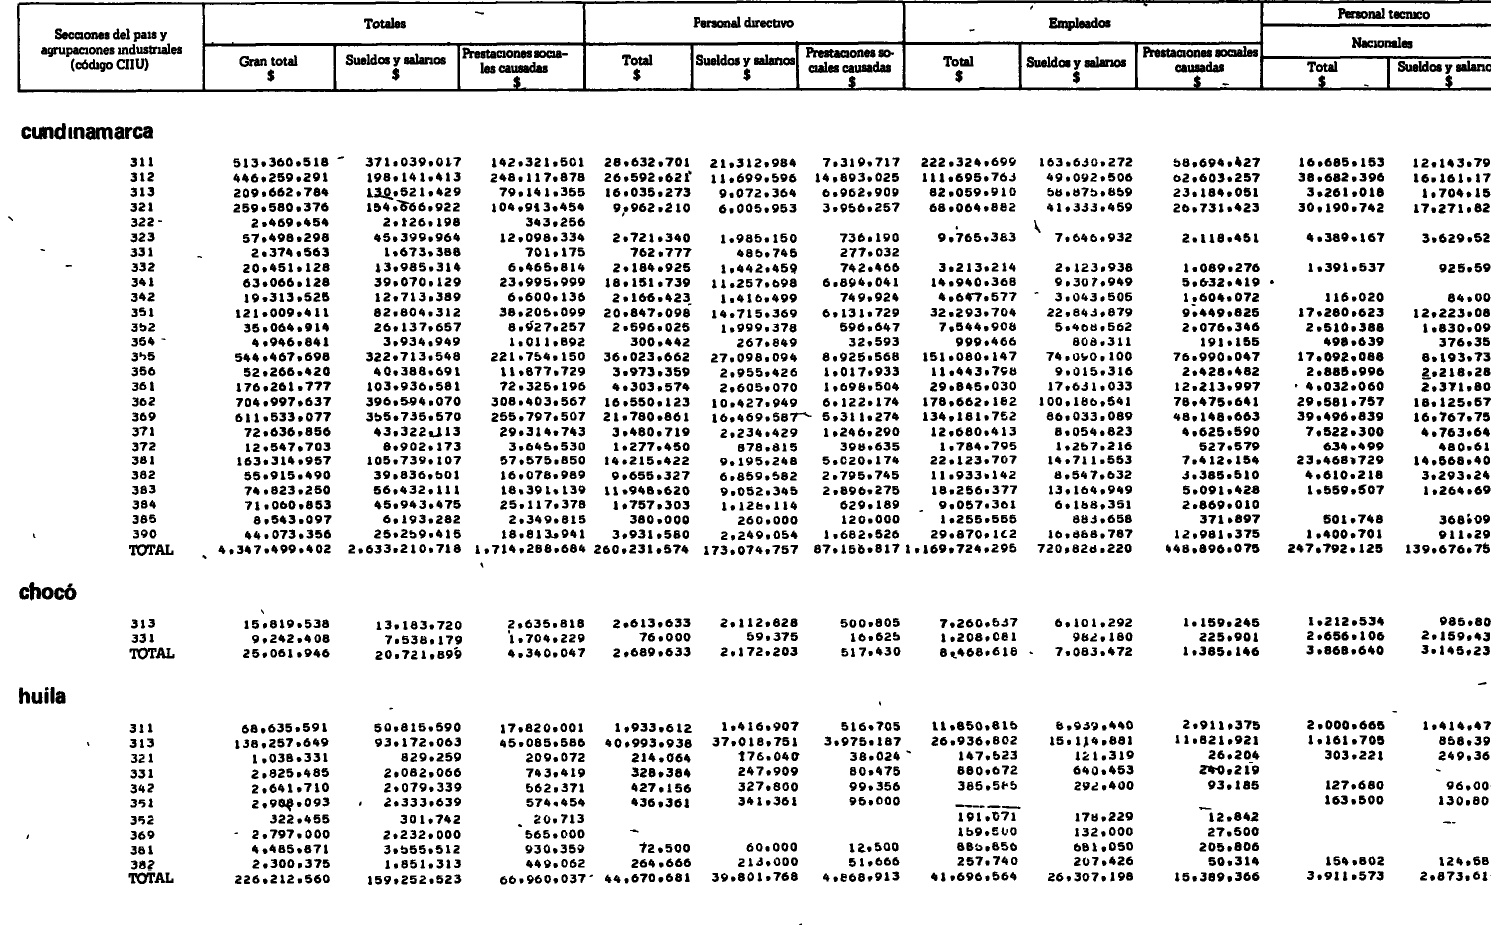 Secciones del país y agrupaciones industriales (código CIIU) Totales Personal directivo Empleados Personal tecnico
Nacionales
Gran total $ Sueldos y salarios $ Prestaciones sociales causadas $ Total $ Sueldos y salarios $ Prestaciones sociales causadas $ Total $ Sueldos y salarios $ Prestaciones sociales causadas $ Total $ Sueldos y salario
cundinamarca
311 513.360.518 371.039.017 142.321.501 28.632.701 21.312.984 7.319.717 222.324.699 163.630.272 58.694.427 16.685.153 12.143.79
312 446.259.291 198.141.413 248.117.878 26.592.621 11.699.596 14.893.025 111.695.763 49.092.506 62.603.257 38.682.396 16.161.17
313 209.662.784 130.521.429 79.141.355 16.035.273 9.072.364 6.962.909 82.059.910 58.875.859 23.184.051 3.261.018 1.704.15
321 259.580.376 154.666.922 104.913.454 9.962.210 6.005.953 3.956.257 68.064.882 41.333.459 26.731.423 30.190.742 17.271.82
322 2.469.454 2.126.198 343.256
323 57.498.298 45.399.964 12.098.334 2.721.340 1.985.150 736.190 9.765.383 7.646.932 2.118.451 4.389.167 3.629.52
331 2.374.563 1.673.388 701.175 762.777 485.745 277.032
332 20.451.128 13.985.314 6.465.814 2.184.925 1.442.459 742.466 3.213.214 2.123.938 1.089.276 1.391.537 925.59
341 63.066.128 39.070.129 23.995.999 18.151.739 11.257.698 6.894.041 14.940.368 9.307.949 5.632.419
342 19.313.525 12.713.389 6.600.136 2.166.423 1.416.499 749.924 4.647.577 3.043.505 1.604.072 116.020 84.00
351 121.009.411 82.804.312 38.205.099 20.847.098 14.715.369 6.131.729 32.293.704 22.843.879 9.449.825 17.280.623 12.223.08
352 35.064.914 26.137.657 8.927.257 2.596.025 1.999.378 596.647 7.544.908 5.468.562 2.076.346 2.510.388 1.830.09
354 4.946.841 3.934.949 1.011.892 300.442 267.849 32.593 999.466 808.311 191.155 498.639 376.35
355 544.467.698 322.713.548 221.754.150 36.023.662 27.098.094 8.925.568 151.080.147 74.090.100 76.990.047 17.092.088 8.193.73
356 52.266.420 40.388.691 11.877.729 3.973.359 2.955.426 1.017.933 11.443.798 9.015.316 2.428.482 2.885.996 2.218.28
361 176.261.777 103.936.581 72.325.196 4.303.574 2.605.070 1.698.504 29.845.030 17.631.033 12.213.997 4.032.060 2.371.80
362 704.997.637 396.594.070 308.403.567 16.550.123 10.427.949 6.122.174 178.662.182 100.186.541 78.475.641 29.581.757 18.125.57
369 611.533.077 355.735.570 255.797.507 21.780.861 16.469.587 5.311.274 134.181.752 86.033.089 48.148.663 39.496.839 16.767.75
371 72.636.856 43.322.113 29.314.743 3.480.719 2.234.429 1.246.290 12.680.413 8.054.823 4.625.590 7.522.300 4.763.64
372 12.547.703 8.902.173 3.645.530 1.277.450 878.815 398.635 1.784.795 1.257.216 527.579 634.499 480.61
381 163.314.957 105.739.107 57.575.850 14.215.422 9.195.248 5.020.174 22.123.707 14.711.553 7.412.154 23.468.729 14.568.40
382 55.915.490 39.836.501 16.078.989 9.655.327 6.859.582 2.795.745 11.933.142 8.547.632 3.385.510 4.610.218 3.293.24
383 74.823.250 56.432.111 18.391.139 11.948.620 9.052.345 2.896.275 18.256.377 13.164.949 5.091.428 1.559.507 1.264.69
384 71.060.853 45.943.475 25.117.378 1.757.303 1.128.114 629.189 9.057.361 6.188.351 2.869.010
385 8.543.097 6.193.282 2.349.815 380.000 260.000 120.000 1.255.555 883.658 371.897 501.748 368.09
390 44.073.356 25.259.415 18.813.941 3.931.580 2.249.054 1.682.526 29.870.162 16.888.787 12.981.375 1.400.701 911.29
TOTAL 4.347.499.402 2.633.210.718 1.714.288.684 260.231.574 173.074.757 87.156.817 1.169.724.295 720.828.220 448.896.075 247.792.125 139.676.75
chocó
313 15.819.538 13.183.720 2.635.818 2.613.633 2.112.828 500.805 7.260.537 6.101.292 1.159.245 1.212.534 985.80
331 9.242.408 7.538.179 1.704.229 76.000 59.375 16.625 1.208.081 982.180 225.901 2.656.106 2.159.43
TOTAL 25.061.946 20.721.899 4.340.047 2.689.633 2.172.203 517.430 8.468.618 7.083.472 1.385.146 3.868.640 3.145.23
huila
311 68.635.591 50.815.590 17.820.001 1.933.612 1.416.907 516.705 11.850.815 8.939.440 2.911.375 2.000.665 1.414.47
313 138.257.649 93.172.063 45.085.586 40.993.938 37.018.751 3.975.187 26.936.802 15.114.881 11.821.921 1.161.705 858.39
321 1.038.331 829.259 209.072 214.064 176.040 38.024 147.523 121.319 26.204 303.221 249.36
331 2.825.485 2.082.066 743.419 328.384 247.909 80.475 880.672 640.453 240.219
342 2.641.710 2.079.339 562.371 427.156 327.800 99.356 385.585 292.400 93.185 127.680 96.00
351 2.908.093 2.333.639 574.454 436.361 341.361 95.000 163.500 130.80
352 322.455 301.742 20.713 191.071 178.229 12.842
369 2.797.000 2.232.000 565.000 159.500 132.000 27.500
381 4.485.871 3.555.512 930.359 72.500 60.000 12.500 886.856 681.050 205.806
382 2.300.375 1.851.313 449.062 264.666 213.000 51.666 257.740 207.426 50.314 154.802 124.58
TOTAL 226.212.560 159.252.523 66.960.037 44.670.681 39.801.768 4.868.913 41.696.564 26.307.198 15.389.366 3.911.573 2.873.61